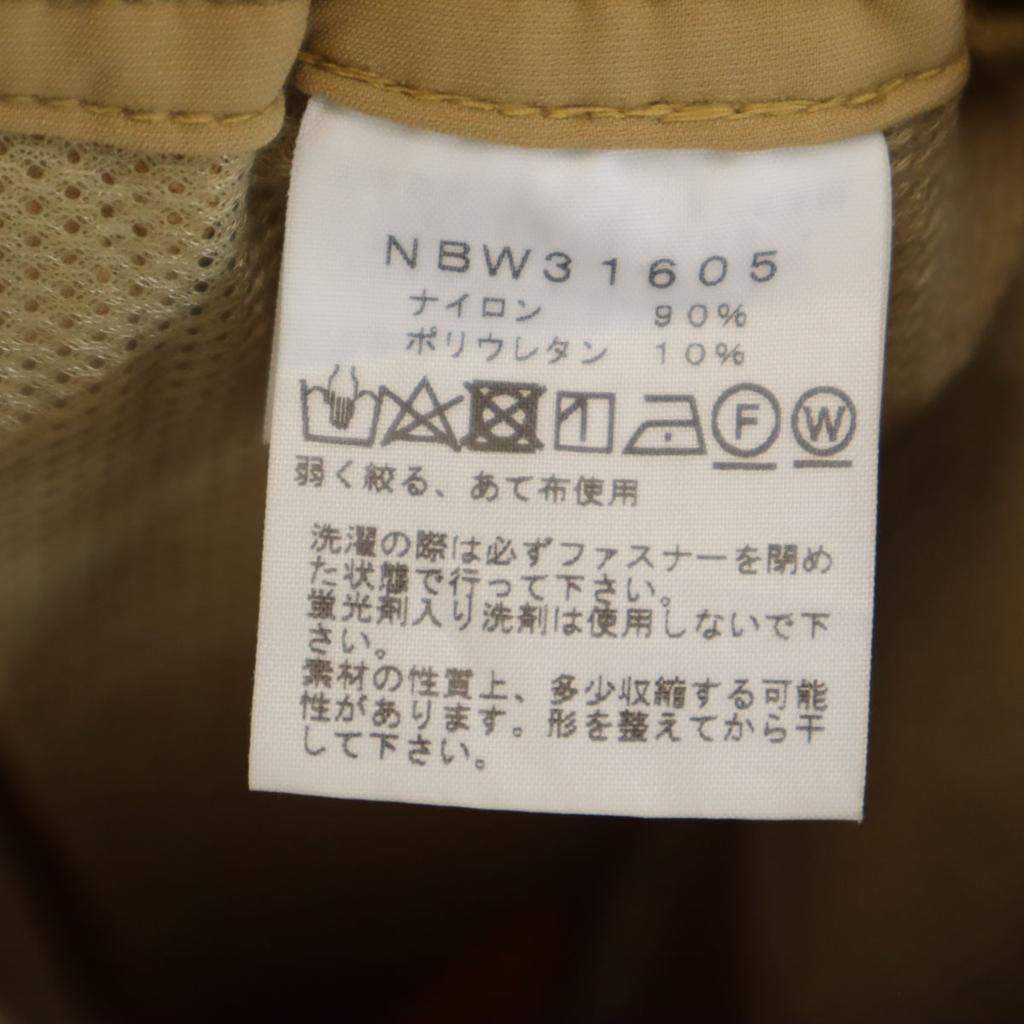 NBW31605
ナイロン 90%
ポリウレタン 10%
F W
弱く絞る、あて布使用
洗濯の際は必ずファスナーを閉め
た状態で行って下さい。
蛍光剤入り洗剤は使用しないで下
さい。
素材の性質上、多少収縮する可能
性があります。形を整えてから干
して下さい。